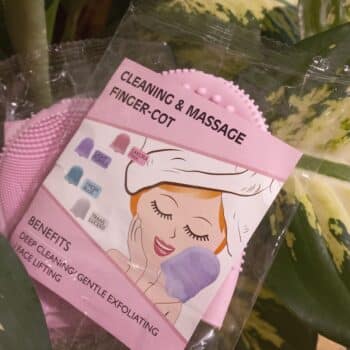 CLEANING & MASSAGE
FINGER-COT
BENEFITS
DEEP CLEANING/ GENTLE EXFOLIATING
FACE LIFTING